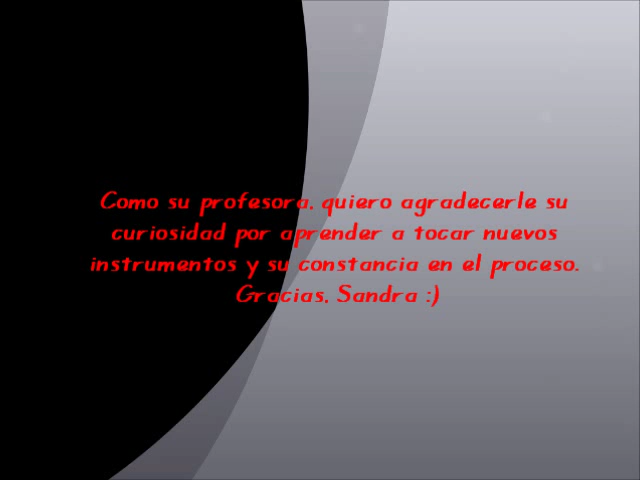 Como su profesora, quiero agradecerle su
curiosidad por aprender a tocar nuevos
instrumentos y su constancia en el proceso.
Gracias, Sandra :)